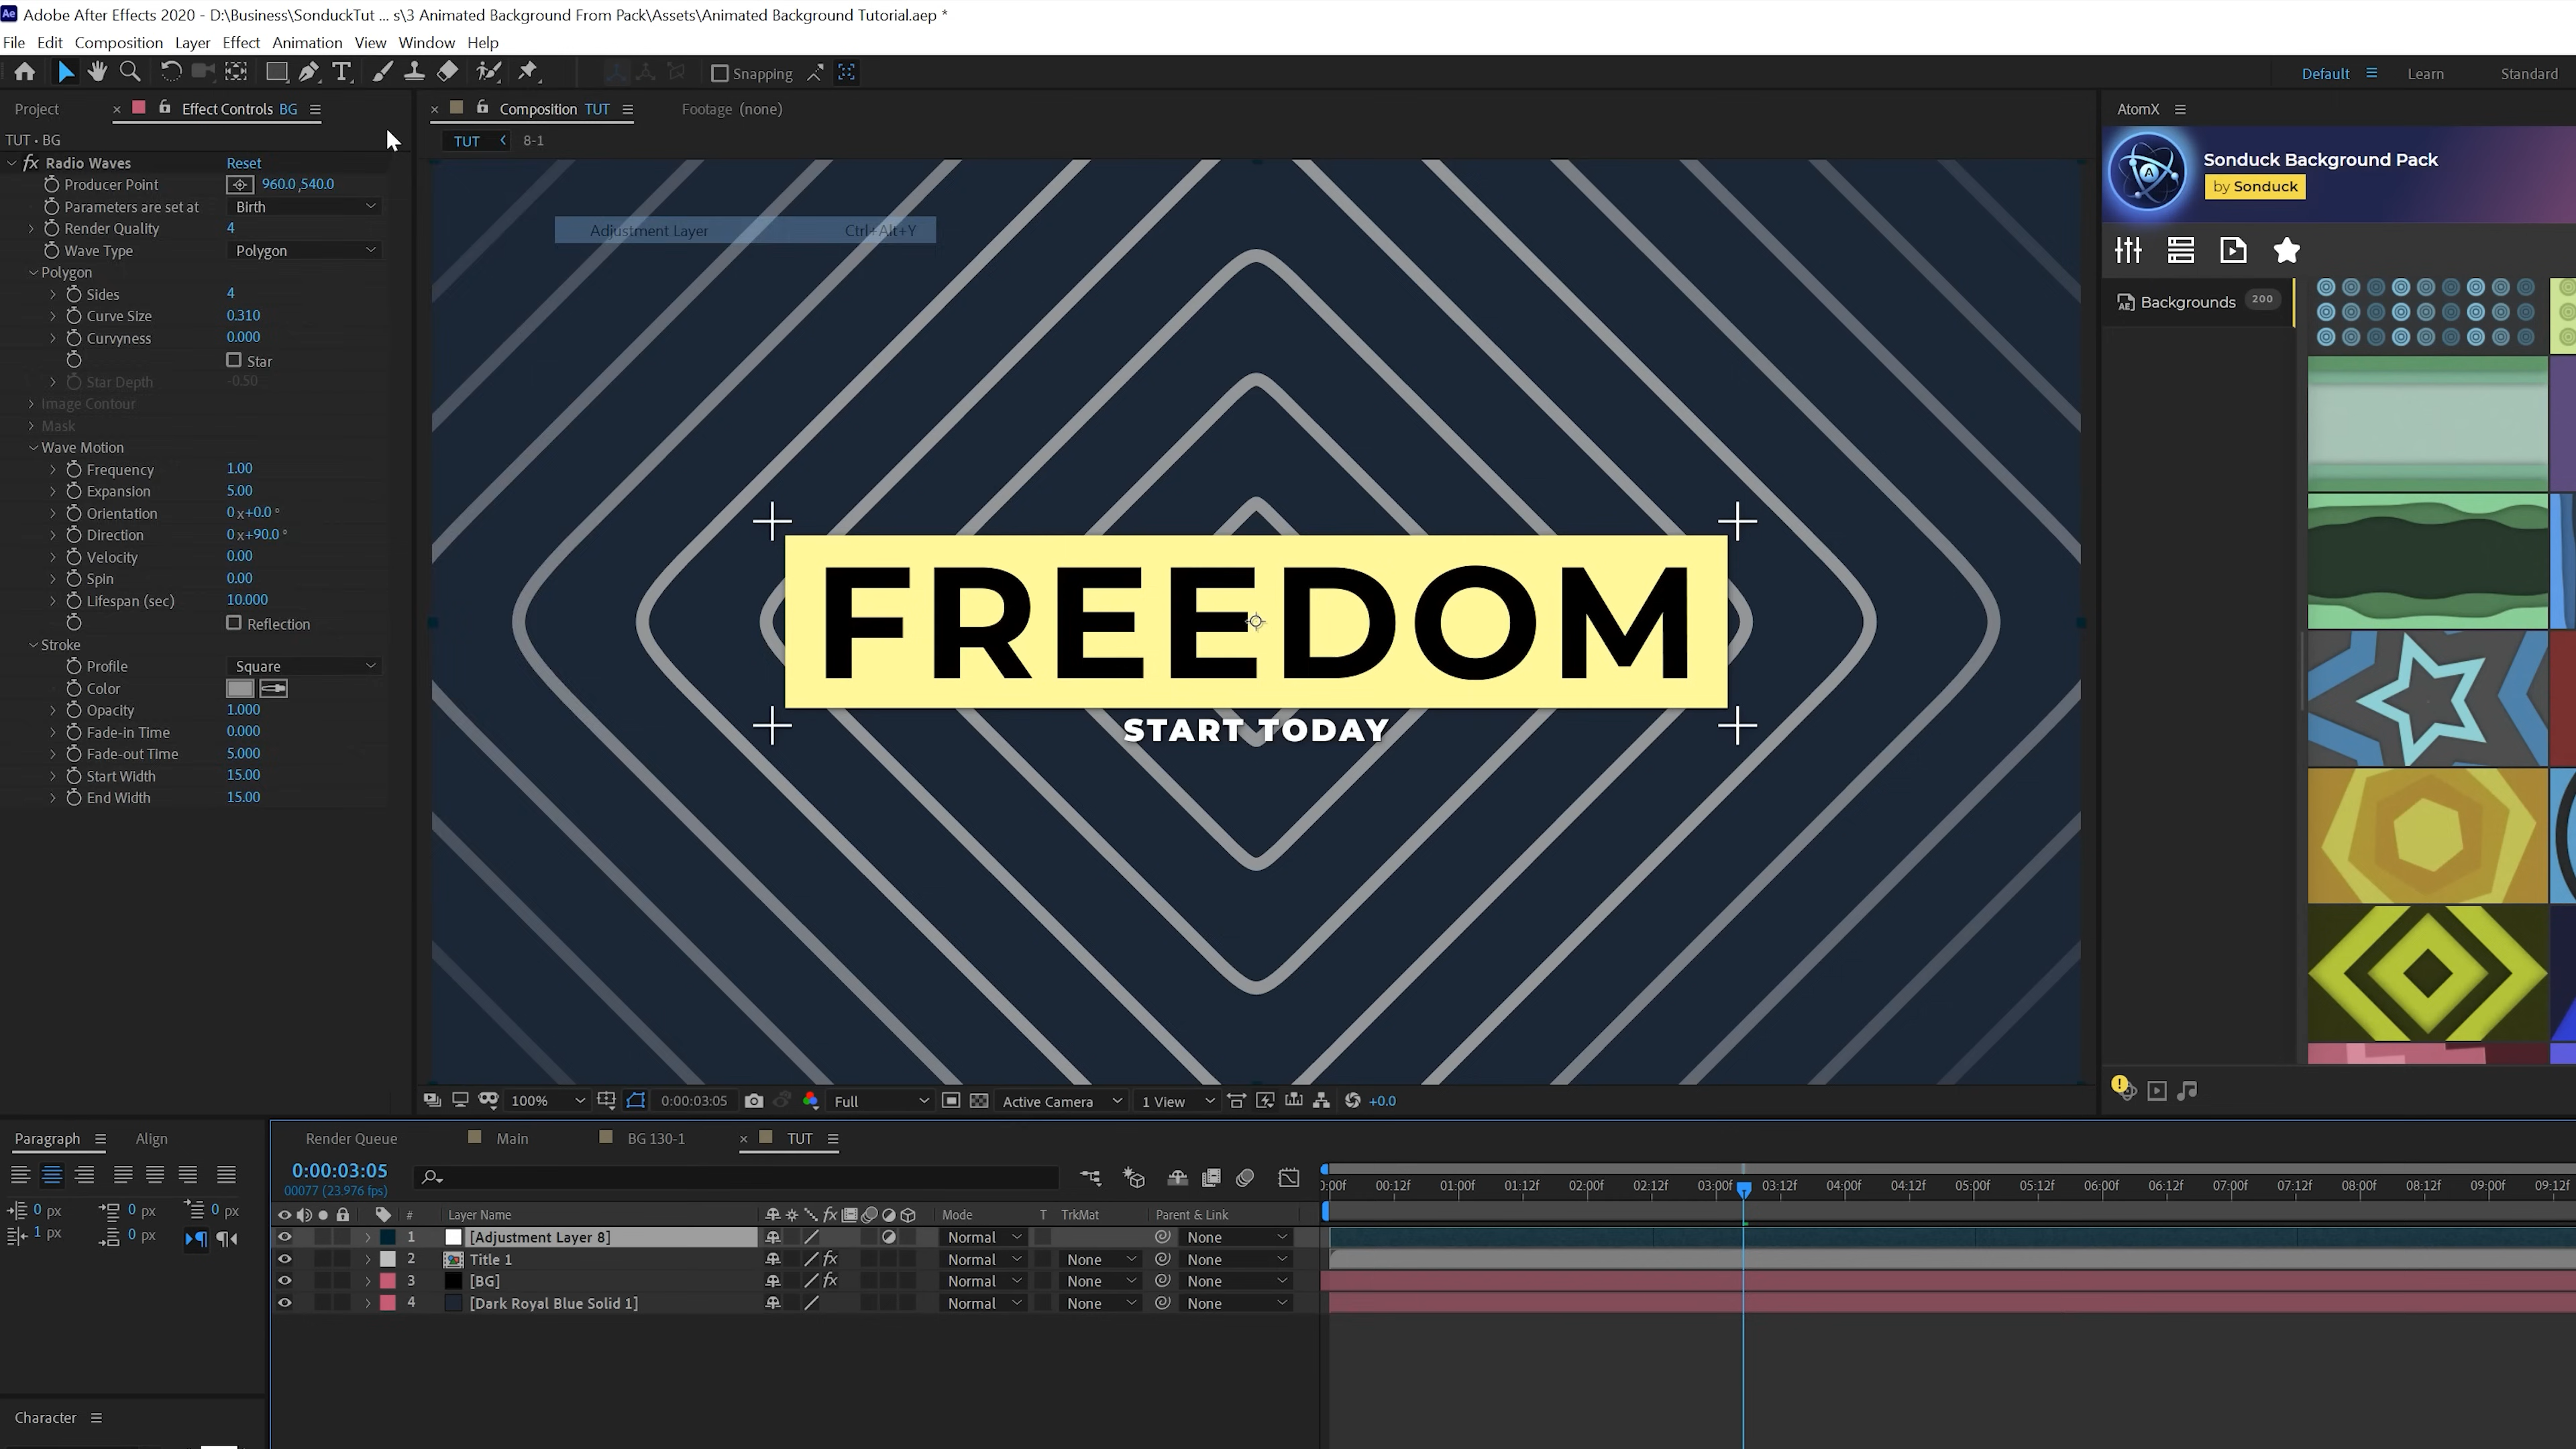 Adobe After Effects 2020 - D:\Business\SonduckTut ... s\3 Animated Background From Pack\Assets\Animated Background Tutorial.aep *
File Edit Composition Layer Effect Animation View Window Help
Snapping
Default Learn Standard
Project Effect Controls BG
Composition TUT Footage (none)
AtomX
TUT • BG
TUT 8-1
Radio Waves Reset
Producer Point 960.0,540.0
Parameters are set at Birth
Render Quality 4
Wave Type Polygon
Polygon
Sides 4
Curve Size 0.310
Curvyness 0.000
Star
Star Depth -0.50
Image Contour
Mask
Wave Motion
Frequency 1.00
Expansion 5.00
Orientation 0x+0.0°
Direction 0x+90.0°
Velocity 0.00
Spin 0.00
Lifespan (sec) 10.000
Reflection
Stroke
Profile Square
Color
Opacity 1.000
Fade-in Time 0.000
Fade-out Time 5.000
Start Width 15.00
End Width 15.00
Adjustment Layer Ctrl+Alt+Y
FREEDOM
START TODAY
Sonduck Background Pack
by Sonduck
Backgrounds 200
100% 0:00:03:05 Full Active Camera 1 View +0.0
Paragraph Align
0 px 0 px 0 px
1 px 0 px
Character
Render Queue Main BG 130-1 TUT
0:00:03:05
00077 (23.976 fps)
):00f 00:12f 01:00f 01:12f 02:00f 02:12f 03:00f 03:12f 04:00f 04:12f 05:00f 05:12f 06:00f 06:12f 07:00f 07:12f 08:00f 08:12f 09:00f 09:12f
# Layer Name Mode T TrkMat Parent & Link
1 [Adjustment Layer 8] Normal None
2 Title 1 Normal None None
3 [BG] Normal None None
4 [Dark Royal Blue Solid 1] Normal None None